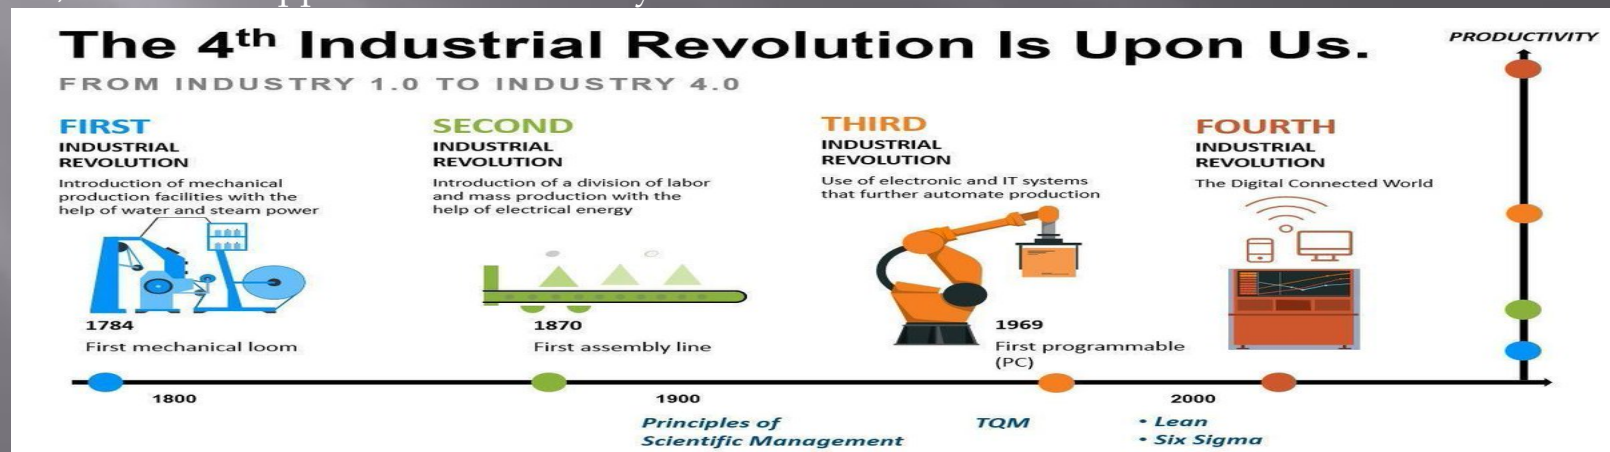 The 4th Industrial Revolution Is Upon Us.
FROM INDUSTRY 1.0 TO INDUSTRY 4.0
PRODUCTIVITY
FIRST
INDUSTRIAL
REVOLUTION
Introduction of mechanical
production facilities with the
help of water and steam power
1784
First mechanical loom
SECOND
INDUSTRIAL
REVOLUTION
Introduction of a division of labor
and mass production with the
help of electrical energy
1870
First assembly line
THIRD
INDUSTRIAL
REVOLUTION
Use of electronic and IT systems
that further automate production
1969
First programmable
(PC)
FOURTH
INDUSTRIAL
REVOLUTION
The Digital Connected World
1800
1900
2000
Principles of
Scientific Management
TQM
• Lean
• Six Sigma